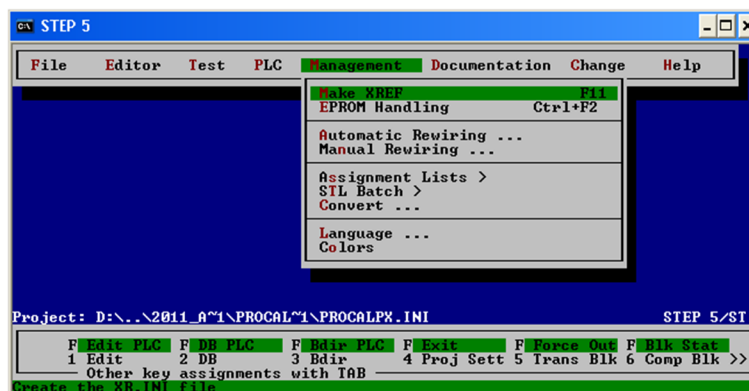 STEP 5
File Editor Test PLC Management Documentation Change Help
Make XREF F11
EPROM Handling Ctrl+F2
Automatic Rewiring ...
Manual Rewiring ...
Assignment Lists >
STL Batch >
Convert ...
Language ...
Colors
Project: D:\..\2011_A~1\PROCAL~1\PROCALPX.INI STEP 5/ST
F Edit PLC F DB PLC F Bdir PLC F Exit F Force Out F Blk Stat
1 Edit 2 DB 3 Bdir 4 Proj Sett 5 Trans Blk 6 Comp Blk >>
Other key assignments with TAB
Create the XR.INI file